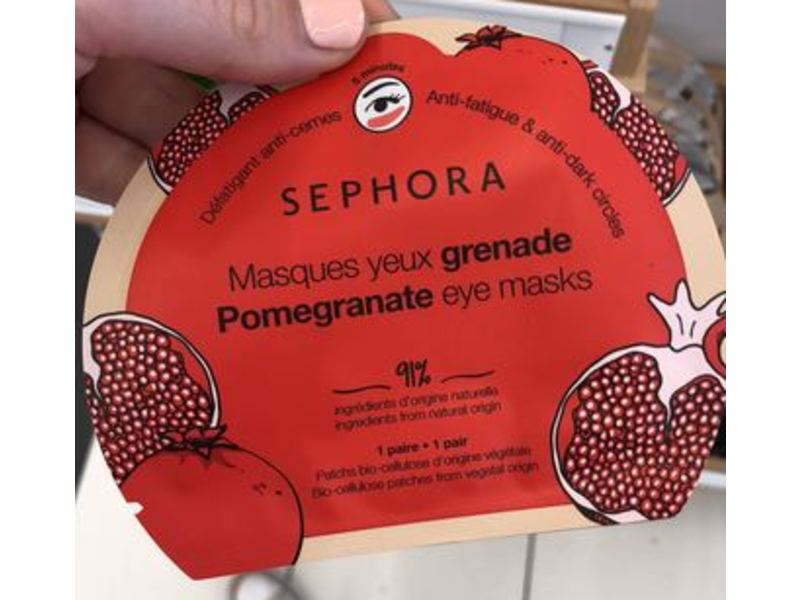 5 minutes
Défatigant anti-cernes
Anti-fatigue & anti-dark circles
SEPHORA
Masques yeux grenade
Pomegranate eye masks
91%
ingrédients d'origine naturelle
ingredients from natural origin
1 paire • 1 pair
Patchs bio-cellulose d'origine végétale
Bio-cellulose patches from vegetal origin